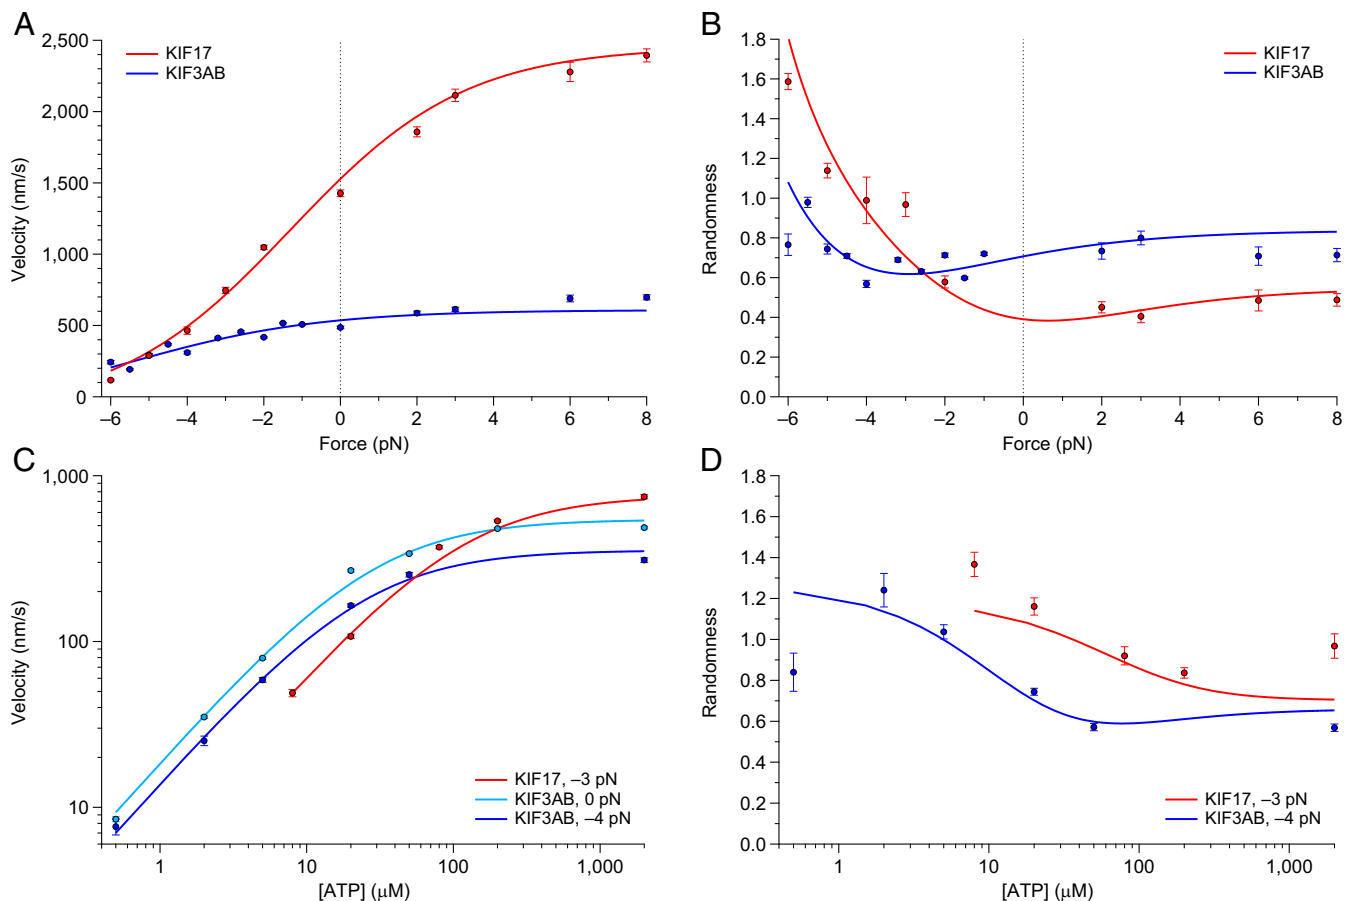 A
2,500
2,000
1,500
1,000
500
0
Velocity (nm/s)
KIF17
KIF3AB
–6 –4 –2 0 2 4 6 8
Force (pN)
B
1.8
1.6
1.4
1.2
1.0
0.8
0.6
0.4
0.2
0.0
Randomness
KIF17
KIF3AB
–6 –4 –2 0 2 4 6 8
Force (pN)
C
1,000
100
10
Velocity (nm/s)
KIF17, –3 pN
KIF3AB, 0 pN
KIF3AB, –4 pN
1 10 100 1,000
[ATP] (μM)
D
1.8
1.6
1.4
1.2
1.0
0.8
0.6
0.4
0.2
0.0
Randomness
KIF17, –3 pN
KIF3AB, –4 pN
1 10 100 1,000
[ATP] (μM)